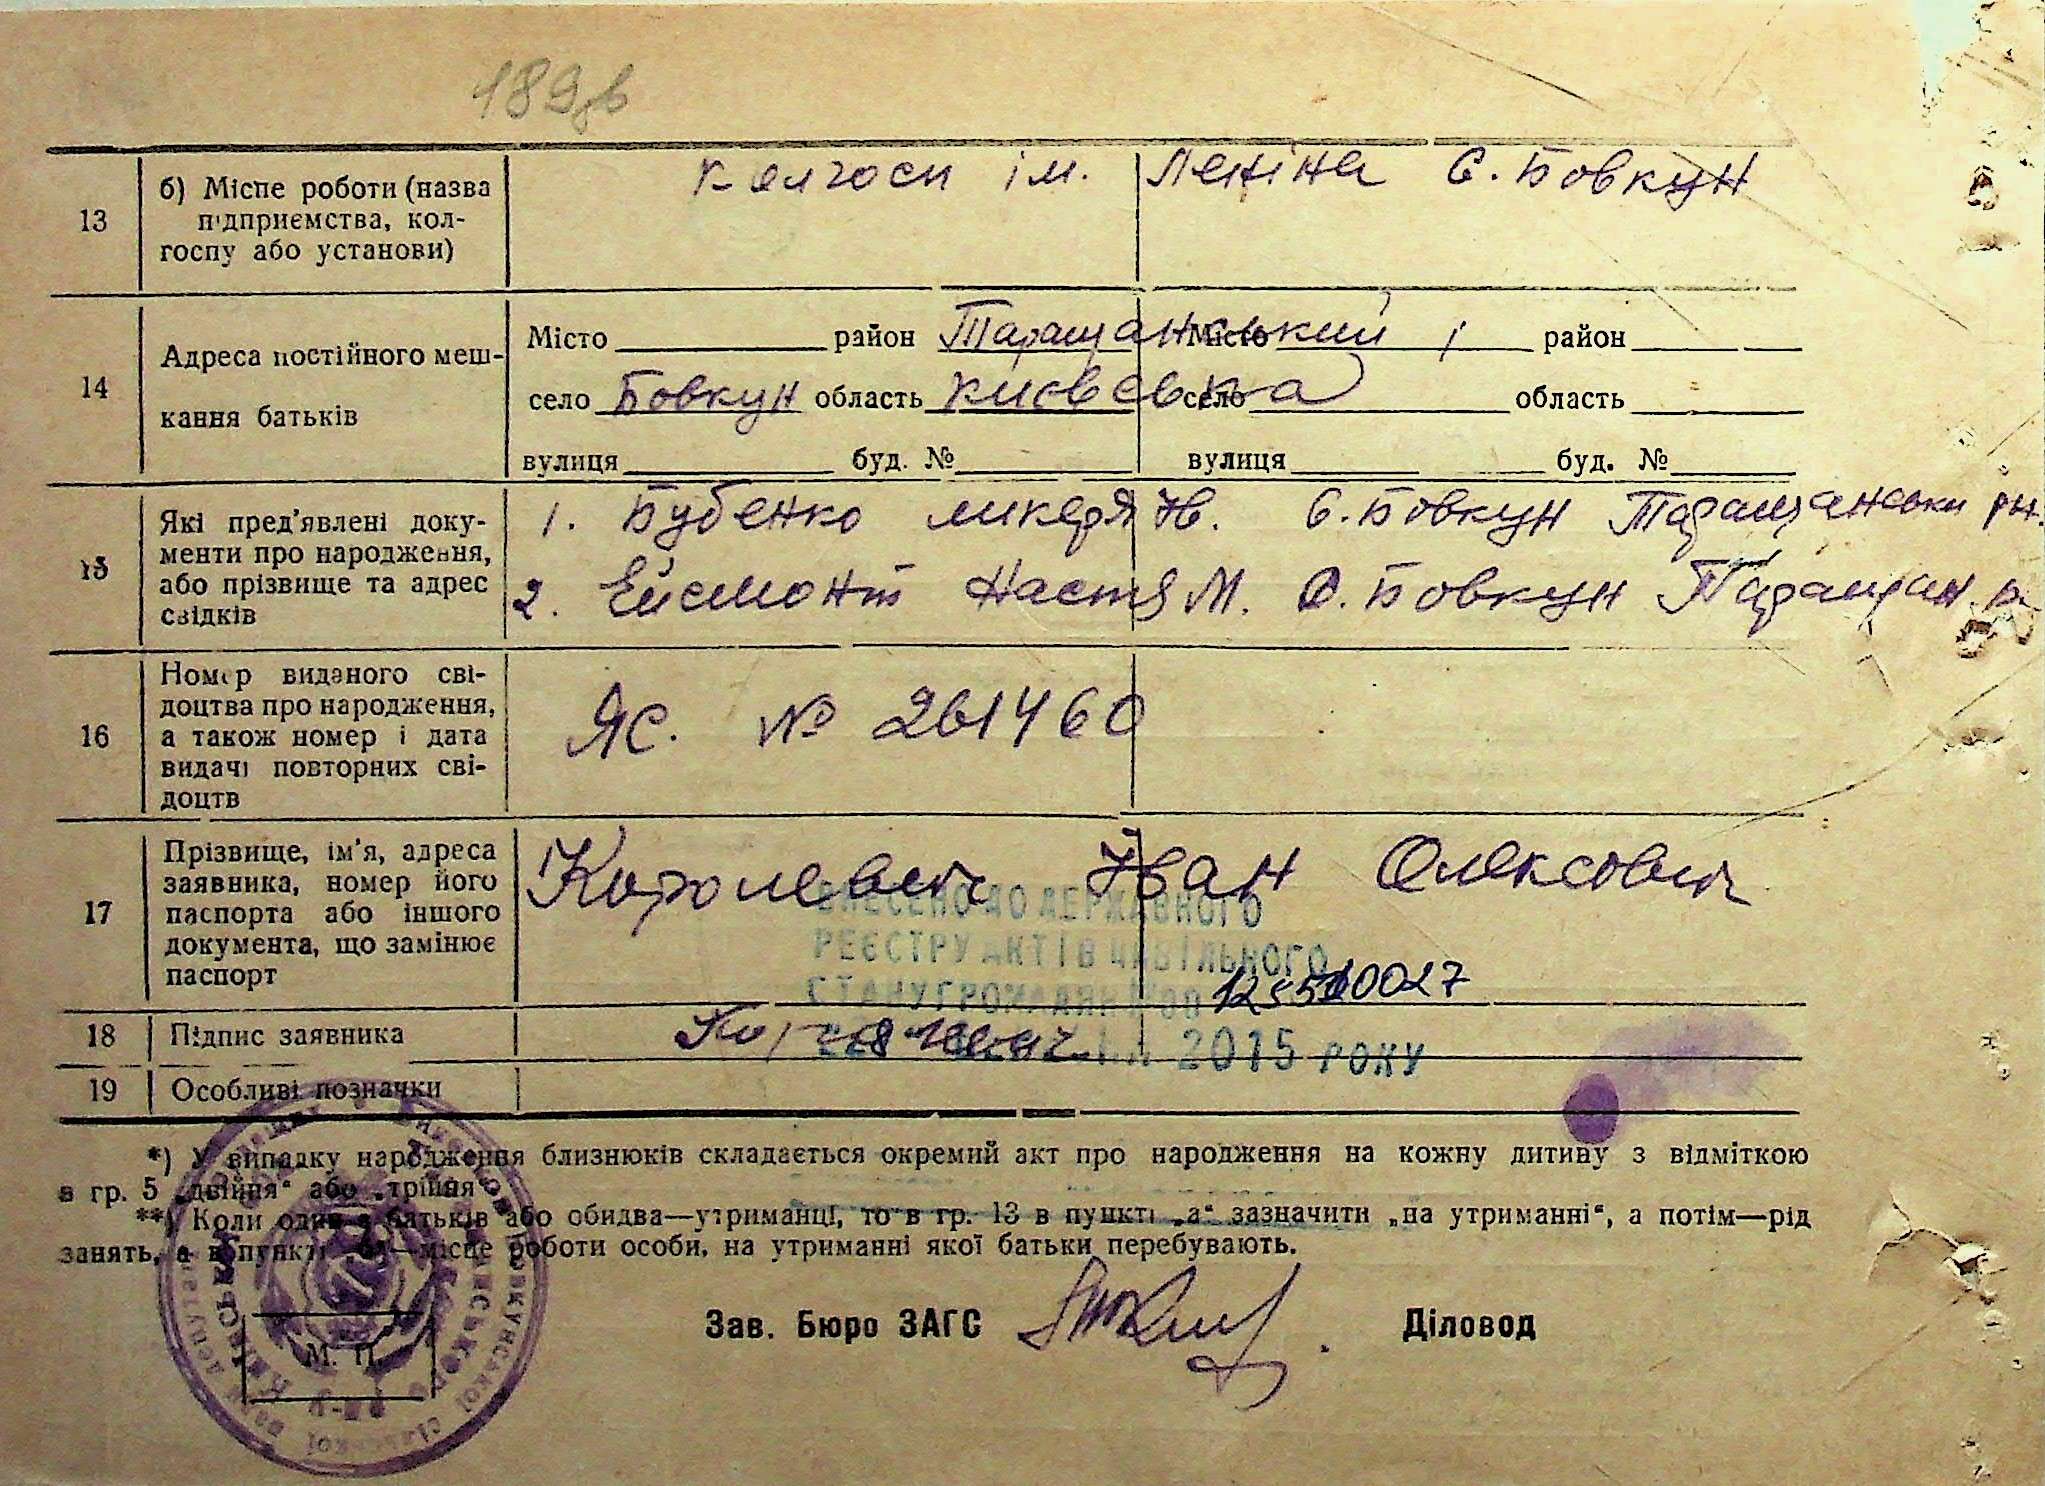 189
13
б) Місце роботи (назва
підприємства, кол-
госпу або установи)
Колгосп ім. Леніна С. Бовкун
14
Адреса постійного меш-
кання батьків
Місто район Таращанський Місто район
село Бовкун область Киевська село область
вулиця буд. № вулиця буд. №
15
Які пред'явлені доку-
менти про народження,
або прізвище та адрес
свідків
1. Бубенко Микеря Ів. С. Бовкун Таращанськи рн.
2. Ейсмонт Настя М. С. Бовкун Таращан р
16
Номер виданого сві-
доцтва про народження,
а також номер і дата
видачі повторних сві-
доцтв
ЯС. № 261460
17
Прізвище, ім'я, адреса
заявника, номер його
паспорта або іншого
документа, що замінює
паспорт
Королевич Іван Олексович
ВНЕСЕНО ДО ДЕРЖАВНОГО
РЕЄСТРУ АКТІВ ЦИВІЛЬНОГО
СТАНУ ГРОМАДЯН
2015 РОКУ
18
Підпис заявника
19
Особливі позначки
*) У випадку народження близнюків складається окремий акт про народження на кожну дитину з відміткою
в гр. 5 „двійня“ або „трійня“.
**) Коли один з батьків або обидва—утриманці, то в гр. 13 в пункті „а“ зазначити „на утриманні“, а потім—рід
занять, а в пункті „б“—місце роботи особи, на утриманні якої батьки перебувають.
Зав. Бюро ЗАГС Діловод
М. П.